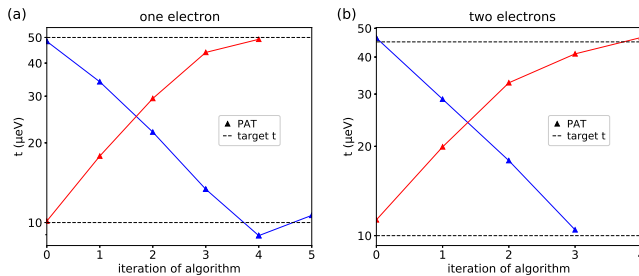 (a)
one electron
t (μeV)
50
40
30
20
10
PAT
target t
0 1 2 3 4 5
iteration of algorithm
(b)
two electrons
t (μeV)
50
40
30
20
10
PAT
target t
0 1 2 3
iteration of algorithm